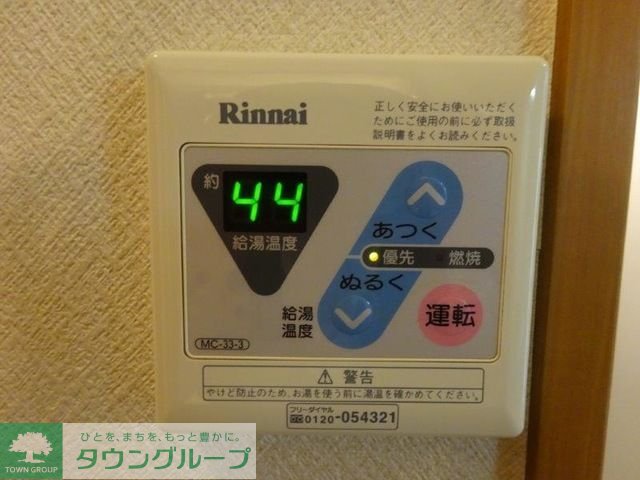 Rinnai
正しく安全にお使いいただく
ためにご使用の前に必ず取扱
説明書をよくお読みください。
約
44
給湯温度
あつく
優先
燃焼
ぬるく
給湯
温度
運転
MC-33-3
警告
やけど防止のため、お湯を使う前に湯温を確かめてください。
フリーダイヤル
0120-054321
TOWN GROUP
ひとを、まちを、もっと豊かに。
タウングループ